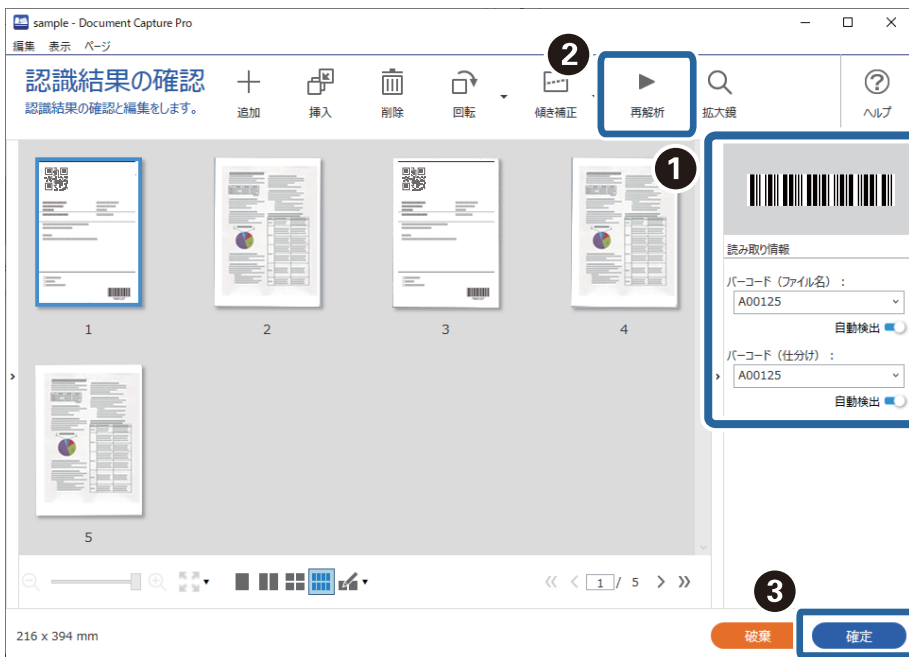 sample - Document Capture Pro
編集 表示 ページ
認識結果の確認
認識結果の確認と編集をします。
追加 挿入 削除 回転 傾き補正 再解析 拡大鏡 ヘルプ
2
1
読み取り情報
バーコード（ファイル名）：
A00125
自動検出
バーコード（仕分け）：
A00125
自動検出
1 2 3 4
5
1 / 5
3
216 x 394 mm
破棄 確定